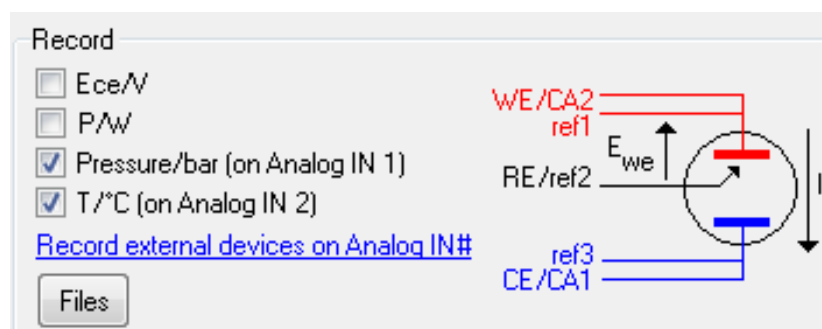 Record
Ece/V
P/W
Pressure/bar (on Analog IN 1)
T/°C (on Analog IN 2)
Record external devices on Analog IN#
Files
WE/CA2
ref1
Ewe
RE/ref2
ref3
CE/CA1